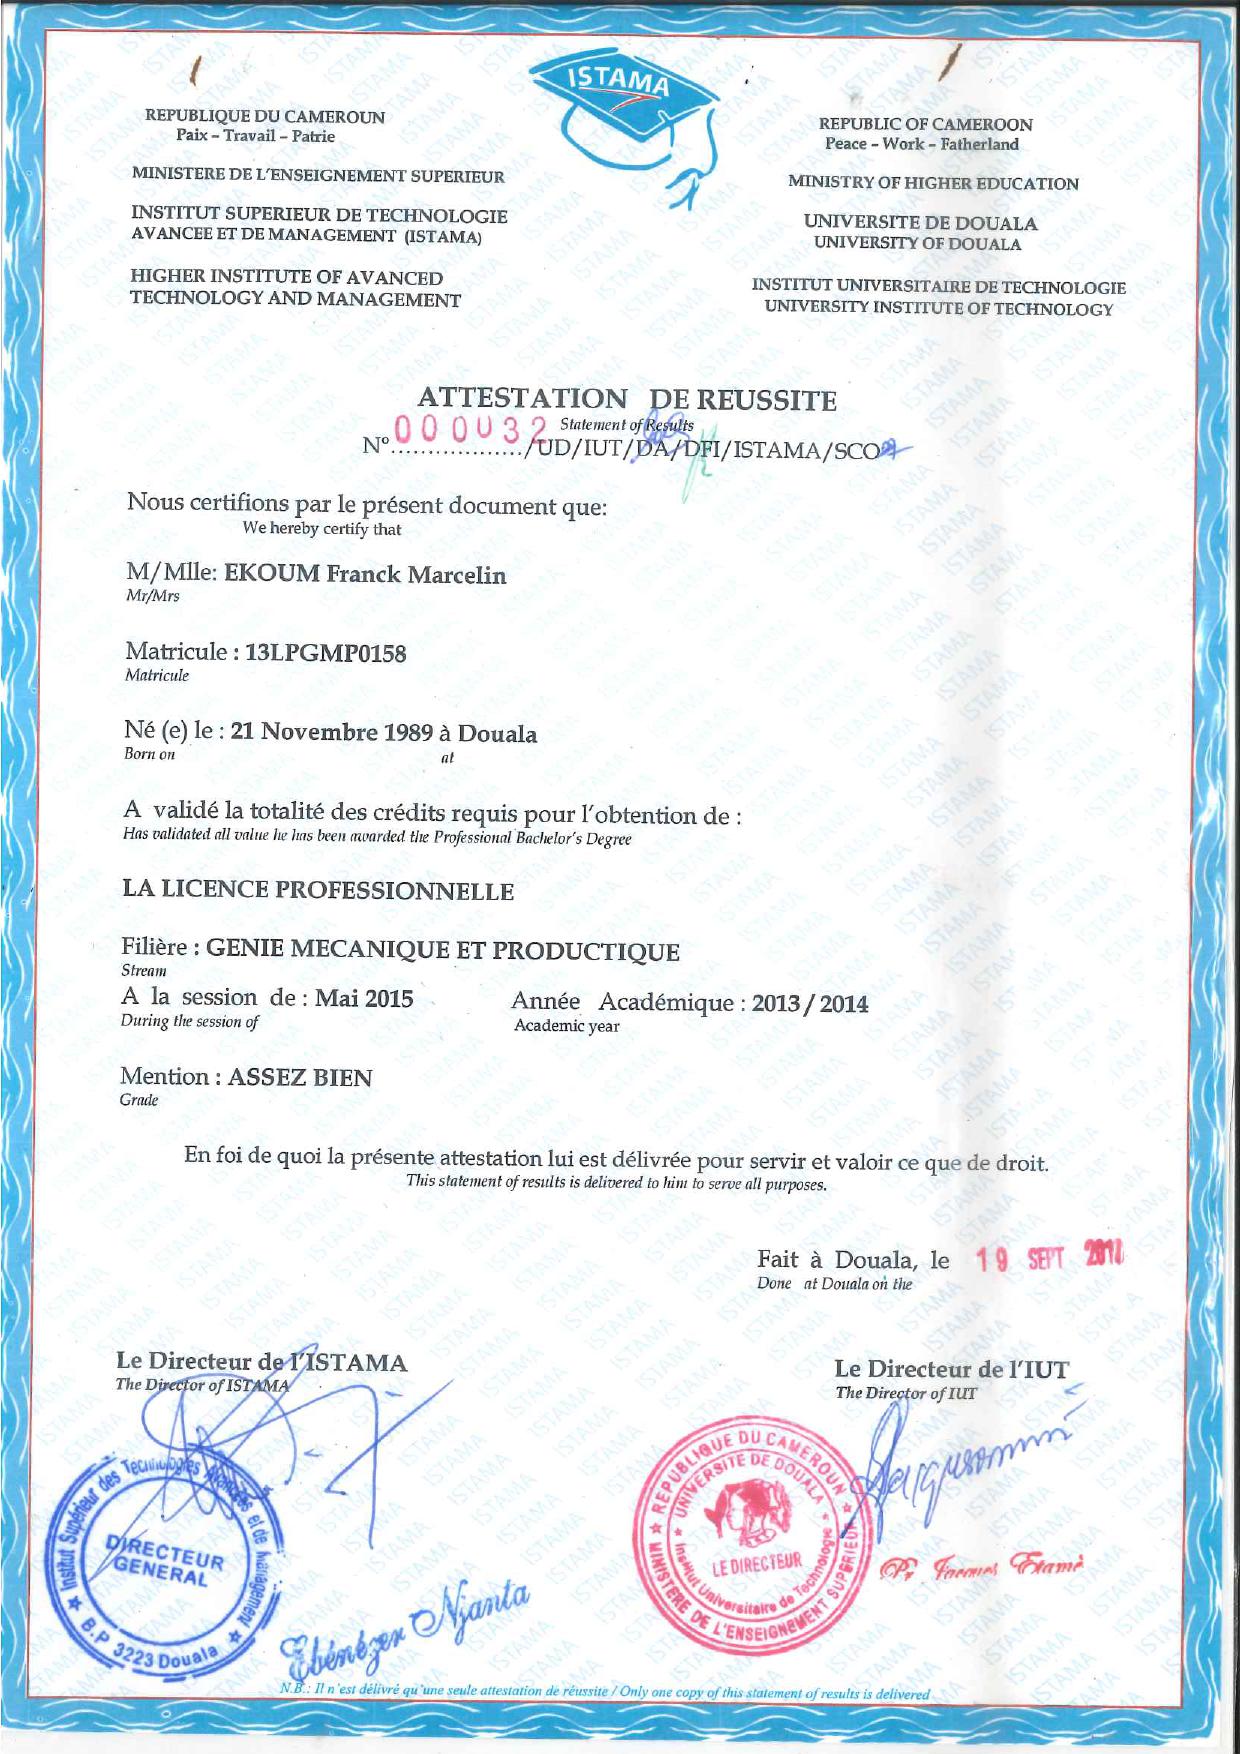 ISTAMA
REPUBLIQUE DU CAMEROUN
Paix – Travail – Patrie
MINISTERE DE L'ENSEIGNEMENT SUPERIEUR
INSTITUT SUPERIEUR DE TECHNOLOGIE
AVANCEE ET DE MANAGEMENT (ISTAMA)
HIGHER INSTITUTE OF AVANCED
TECHNOLOGY AND MANAGEMENT
REPUBLIC OF CAMEROON
Peace – Work – Fatherland
MINISTRY OF HIGHER EDUCATION
UNIVERSITE DE DOUALA
UNIVERSITY OF DOUALA
INSTITUT UNIVERSITAIRE DE TECHNOLOGIE
UNIVERSITY INSTITUTE OF TECHNOLOGY
ATTESTATION DE REUSSITE
Statement of Results
N° 000032 /UD/IUT/DA/DFI/ISTAMA/SCO
Nous certifions par le présent document que:
We hereby certify that
M/Mlle: EKOUM Franck Marcelin
Mr/Mrs
Matricule : 13LPGMP0158
Matricule
Né (e) le : 21 Novembre 1989 à Douala
Born on at
A validé la totalité des crédits requis pour l'obtention de :
Has validated all value he has been awarded the Professional Bachelor's Degree
LA LICENCE PROFESSIONNELLE
Filière : GENIE MECANIQUE ET PRODUCTIQUE
Stream
A la session de : Mai 2015 Année Académique : 2013 / 2014
During the session of Academic year
Mention : ASSEZ BIEN
Grade
En foi de quoi la présente attestation lui est délivrée pour servir et valoir ce que de droit.
This statement of results is delivered to him to serve all purposes.
Fait à Douala, le 19 SEPT
Done at Douala on the
Le Directeur de l'ISTAMA
The Director of ISTAMA
Le Directeur de l'IUT
The Director of IUT
Institut Supérieur des Technologies Avancées et de Management
DIRECTEUR
GENERAL
B.P 3223 Douala
Ebénézer Njanta
REPUBLIQUE DU CAMEROUN
UNIVERSITE DE DOUALA
LE DIRECTEUR
Institut Universitaire de Technologie
MINISTERE DE L'ENSEIGNEMENT SUPERIEUR
Pr Jacques Etamè
N.B.: Il n'est délivré qu'une seule attestation de réussite / Only one copy of this statement of results is delivered